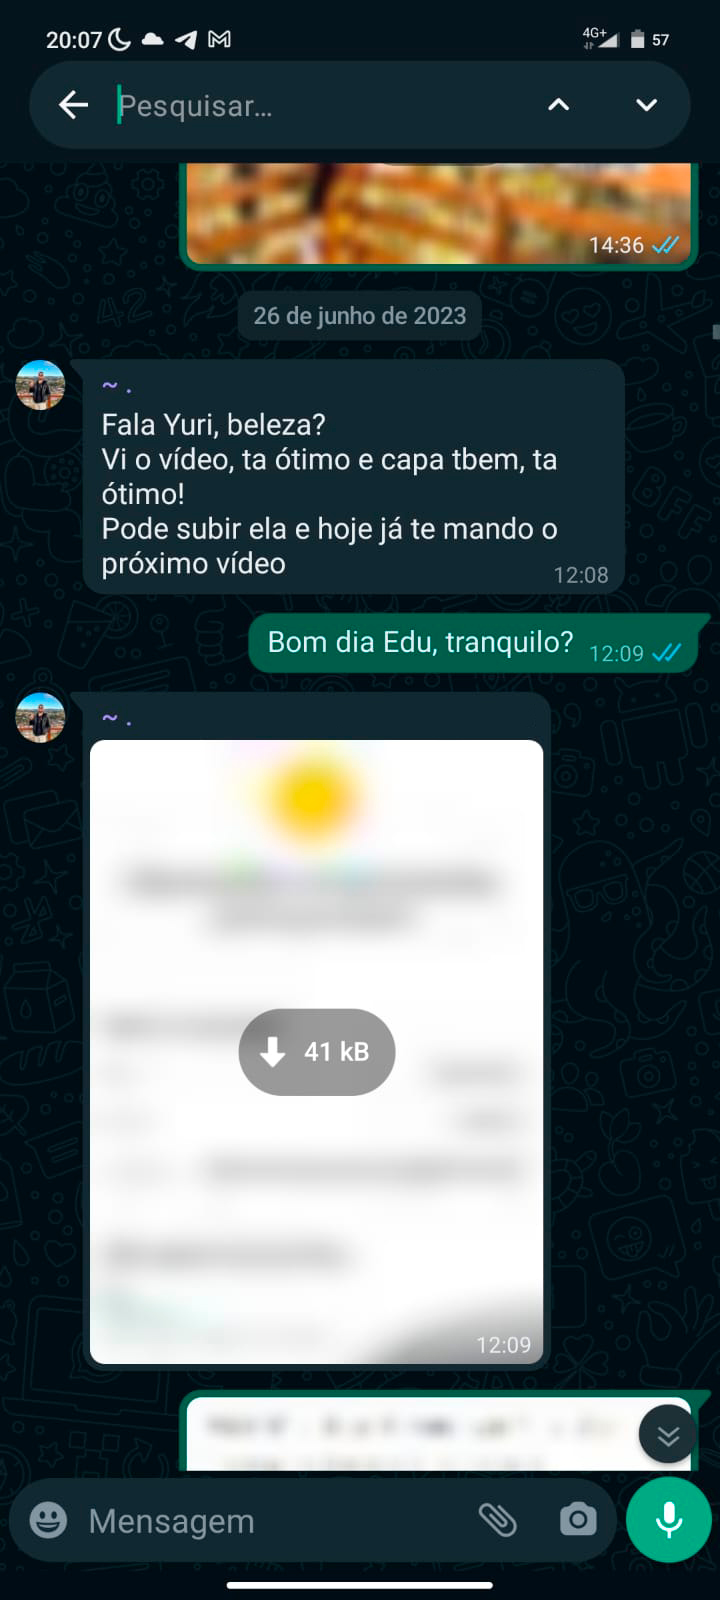 20:07
4G+
57
Pesquisar...
14:36
26 de junho de 2023
~ .
Fala Yuri, beleza?
Vi o vídeo, ta ótimo e capa tbem, ta
ótimo!
Pode subir ela e hoje já te mando o
próximo vídeo
12:08
Bom dia Edu, tranquilo?
12:09
~ .
41 kB
12:09
Mensagem